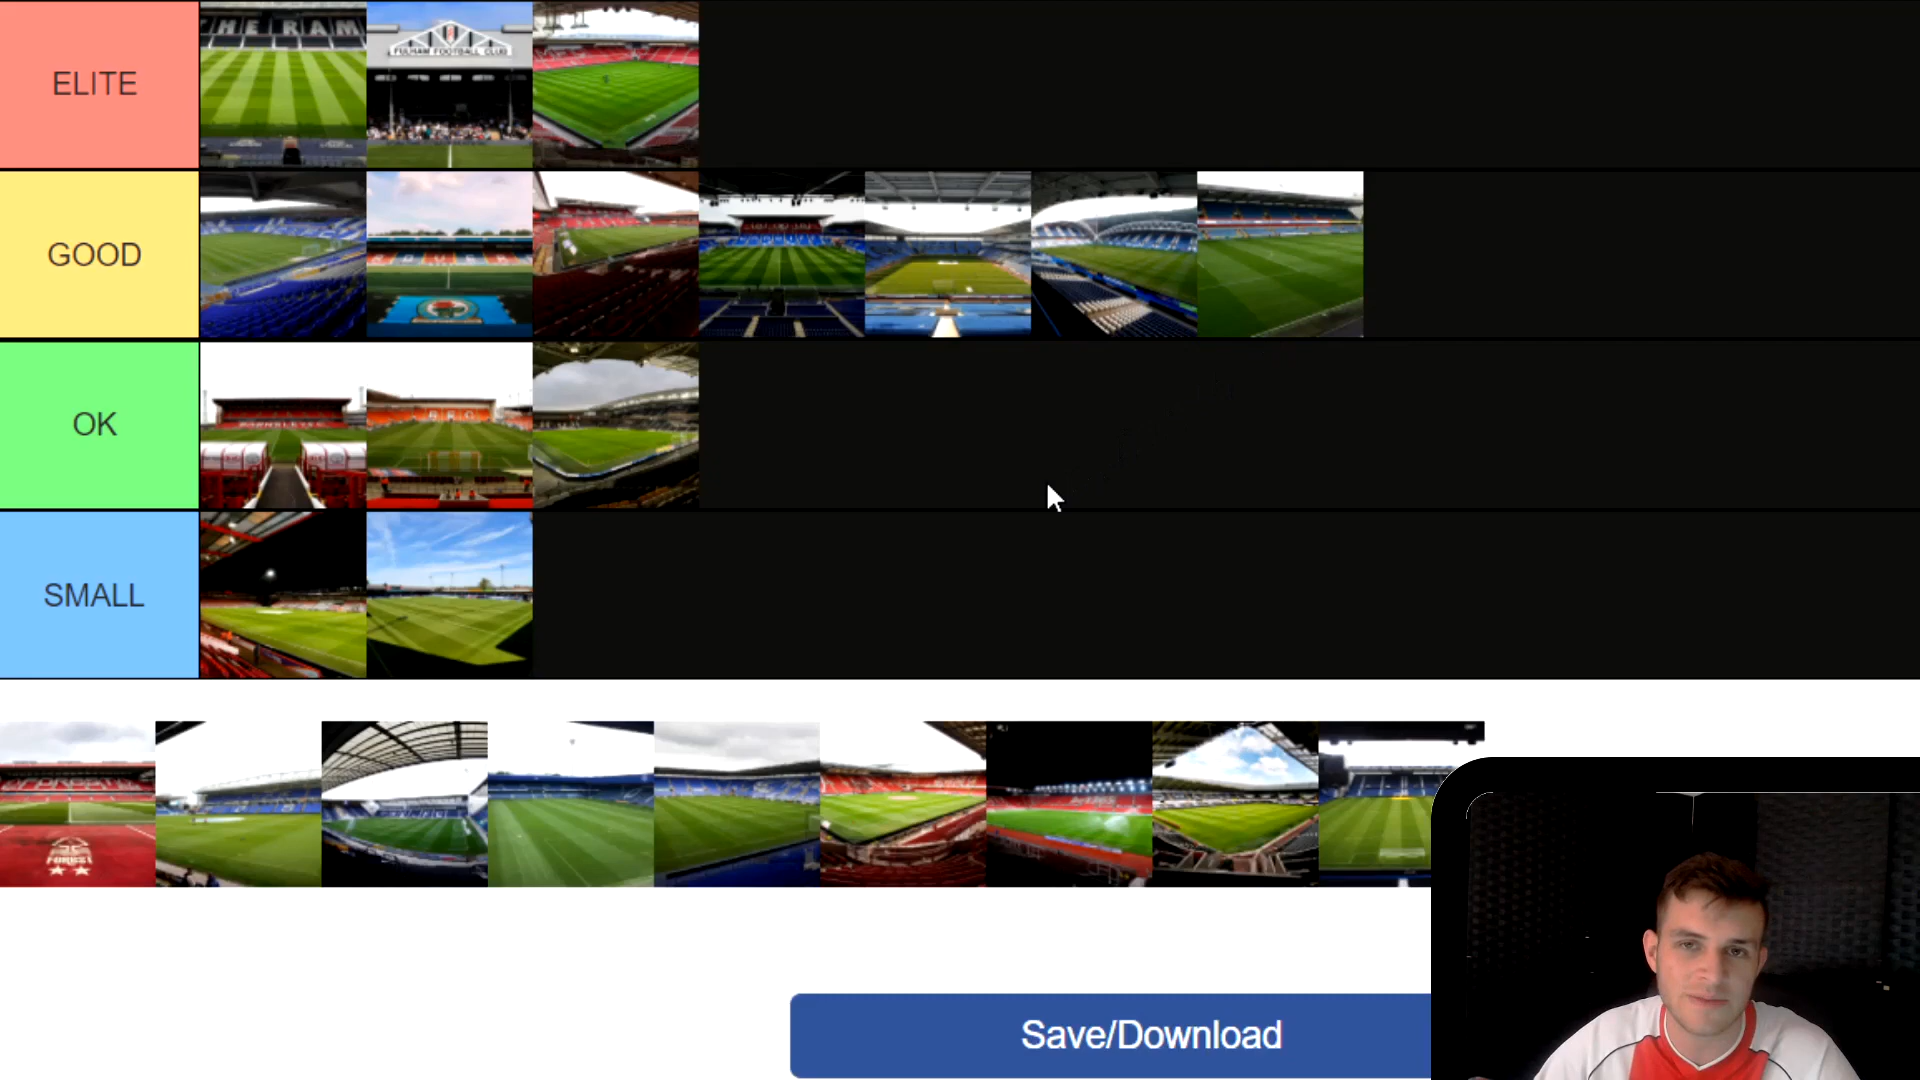 THE RAM
FULHAM FOOTBALL CLUB
ELITE
GOOD
OK
SMALL
FOREST
Save/Download